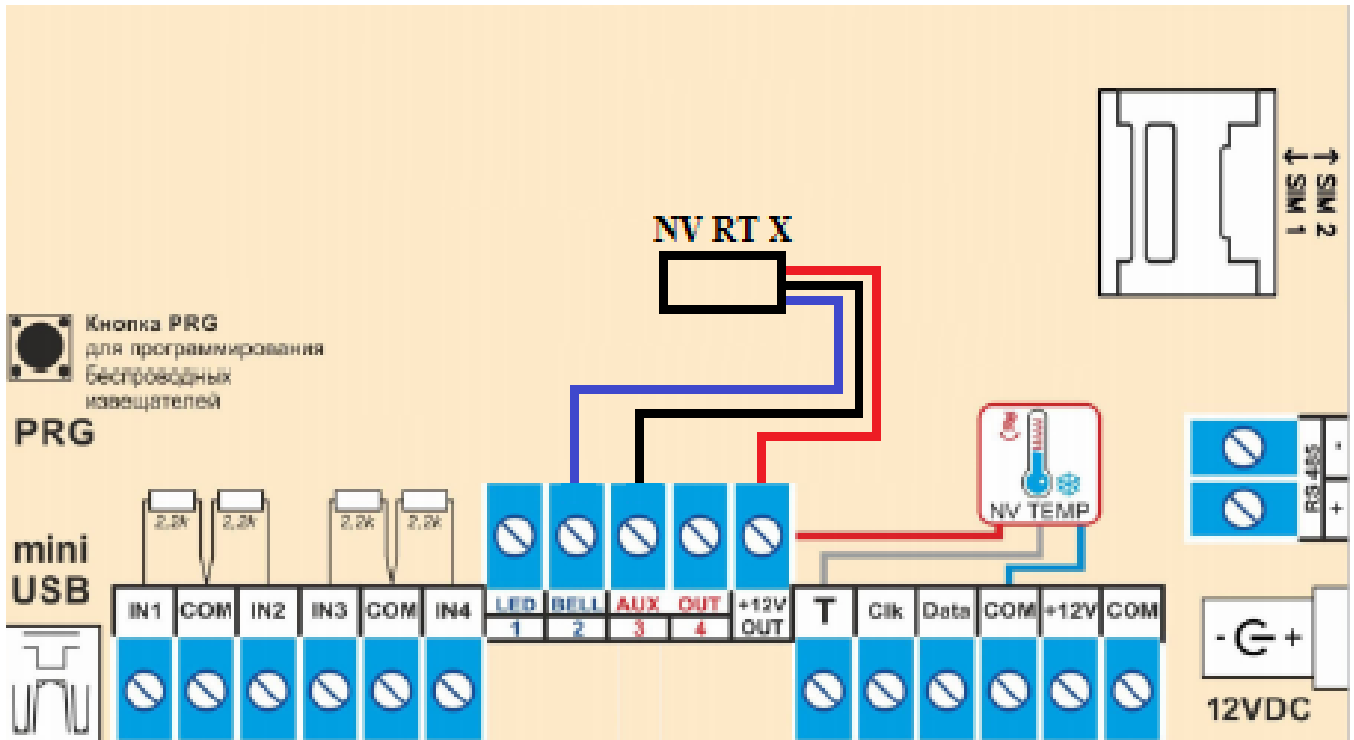 NV RT X
↑ SIM 2
↓ SIM 1
Кнопка PRG
для программирования
беспроводных
извещателей
PRG
mini
USB
2,2k 2,2k 2,2k 2,2k
NV TEMP
RS 485
-
+
IN1 COM IN2 IN3 COM IN4
LED BELL AUX OUT +12V
1 2 3 4 OUT
T Clk Data COM +12V COM
- +
12VDC